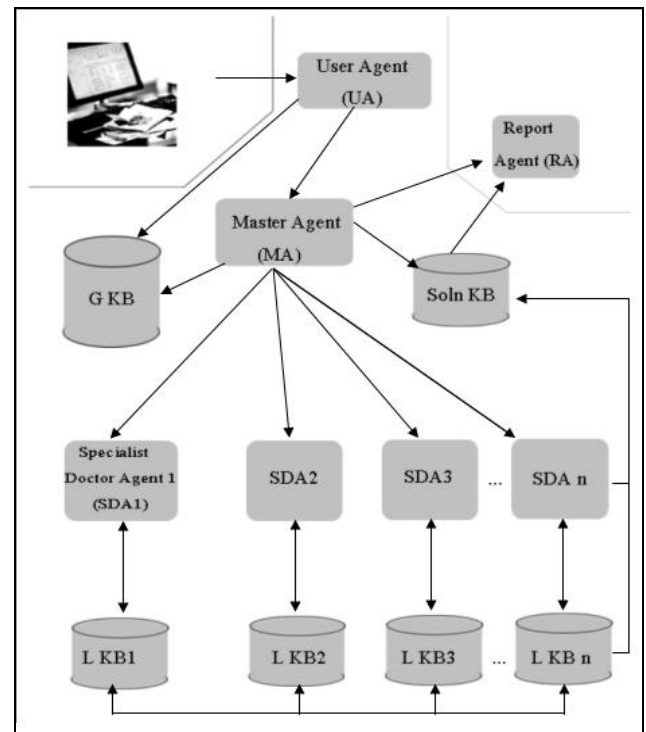 User Agent
(UA)
Report
Agent (RA)
Master Agent
(MA)
G KB
Soln KB
Specialist
Doctor Agent 1
(SDA1)
SDA2
SDA3
...
SDA n
L KB1
L KB2
L KB3
...
L KB n